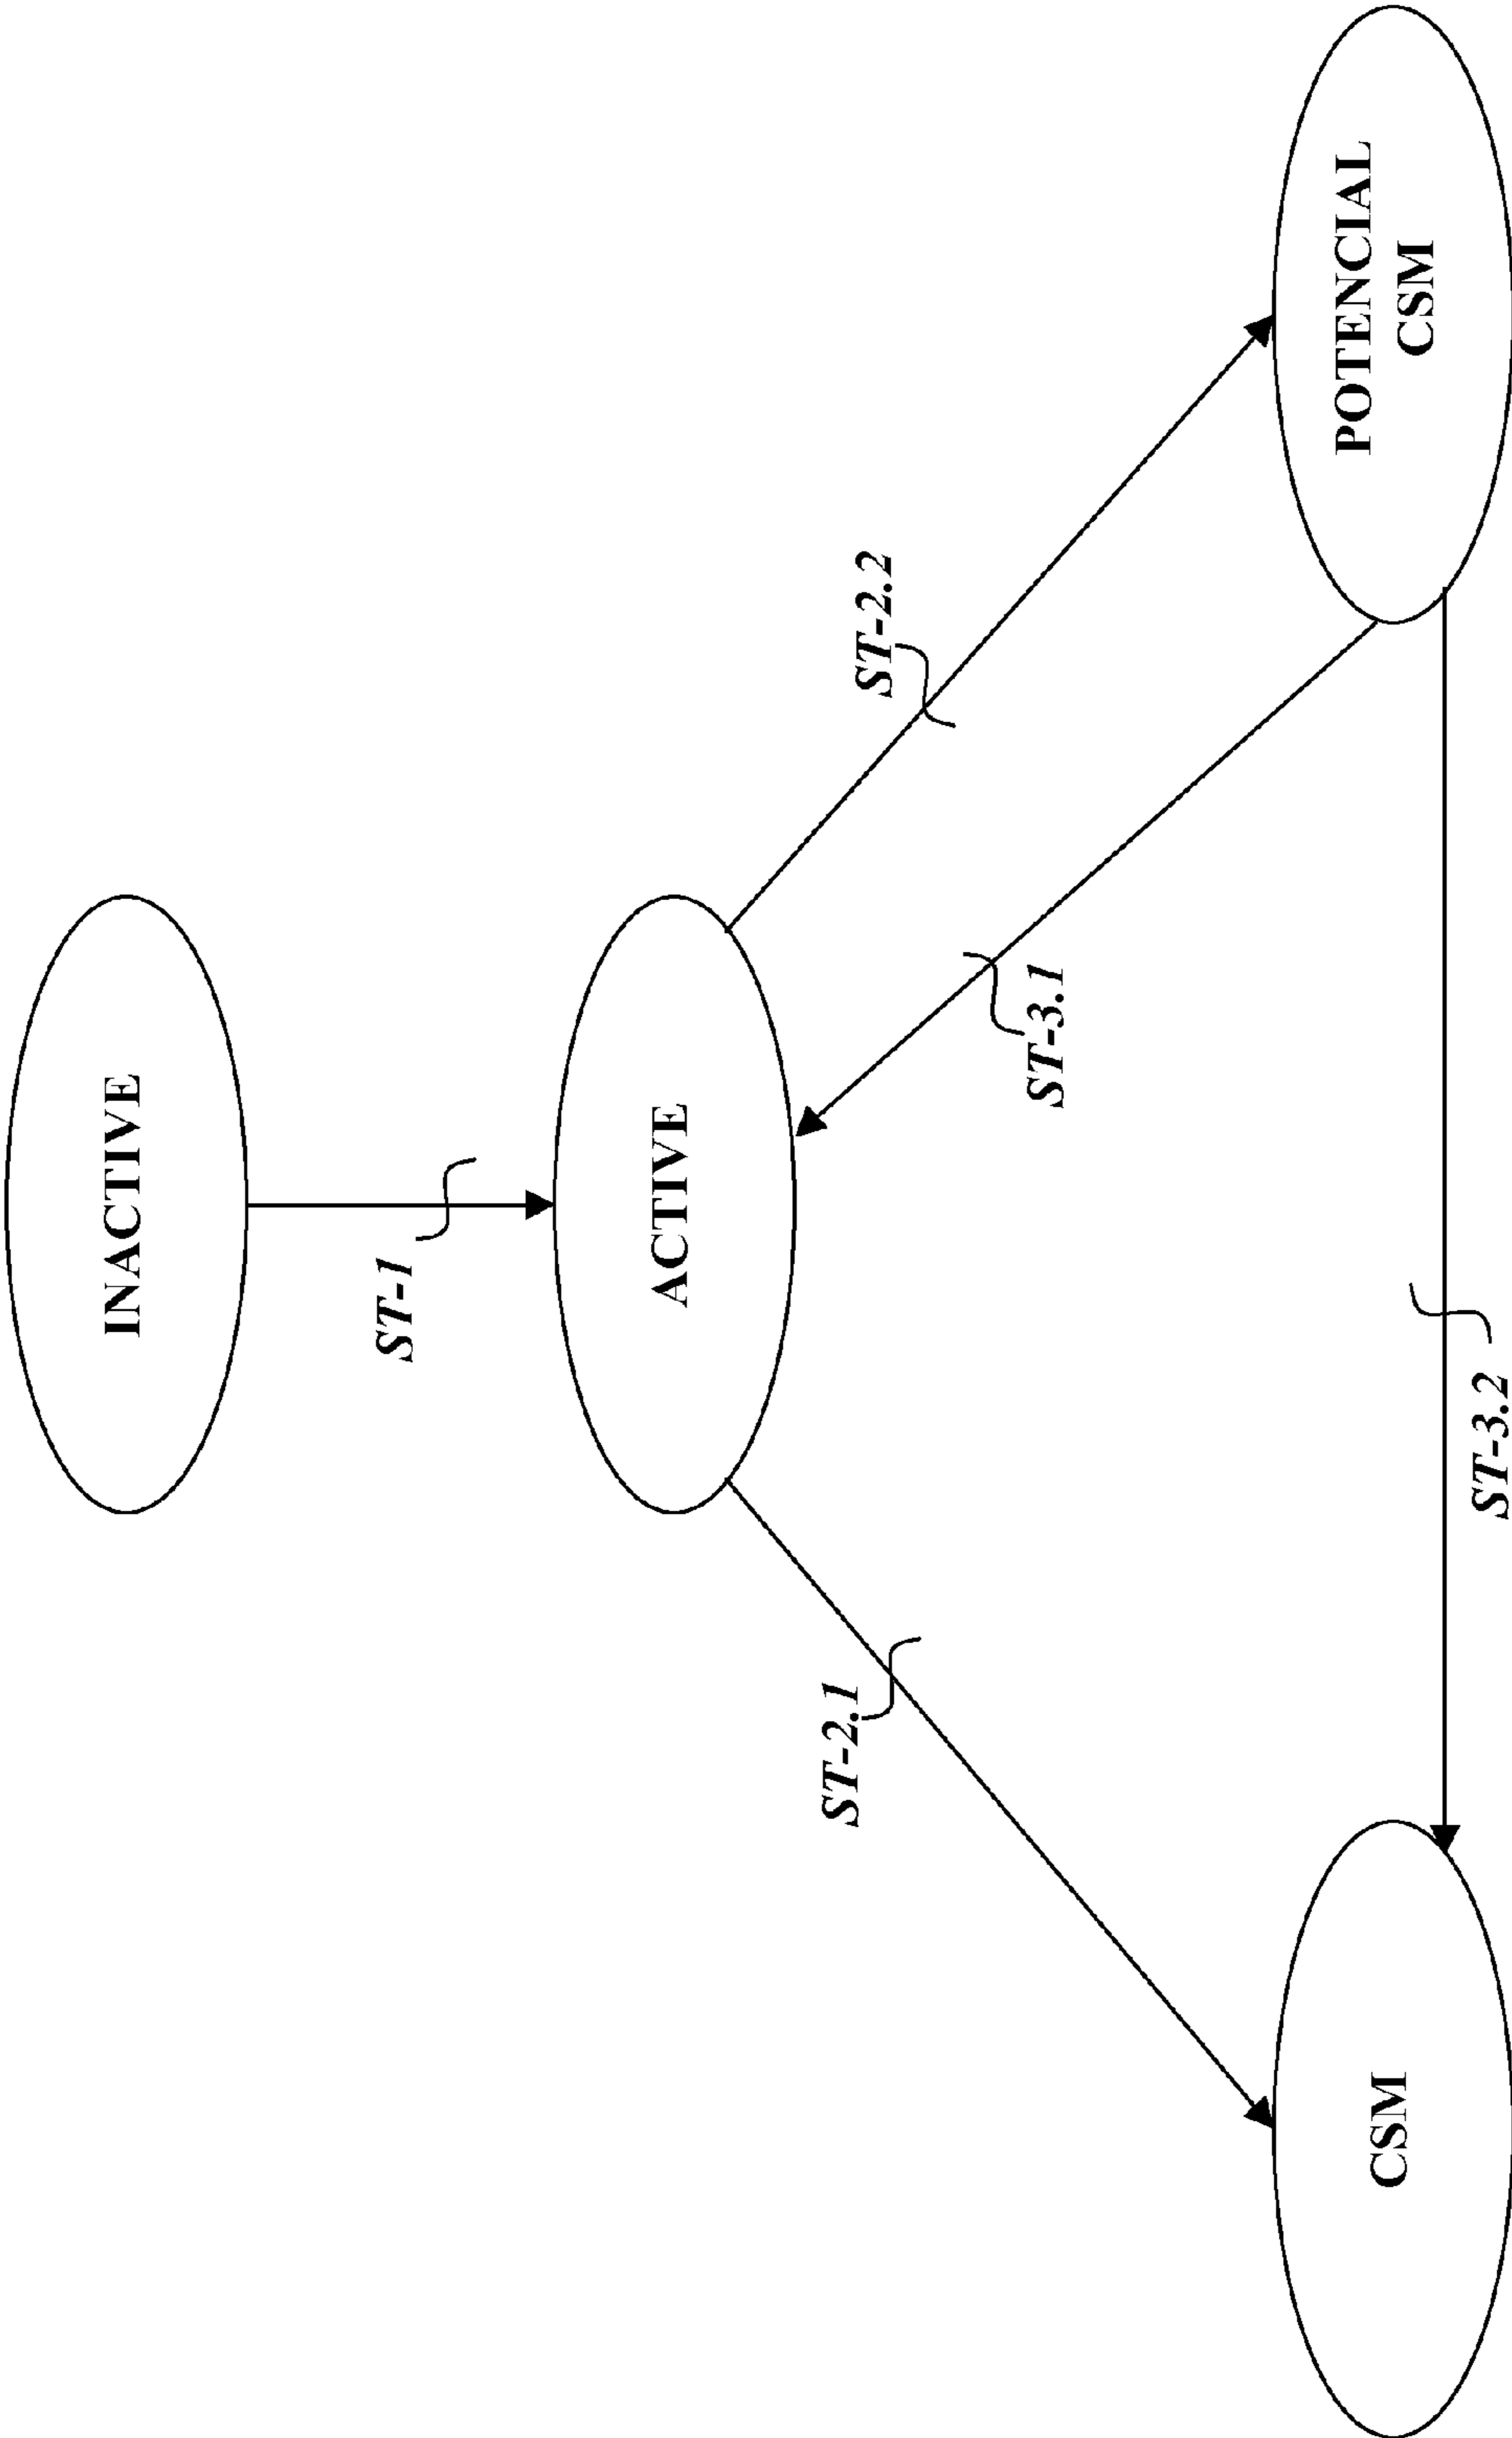 INACTIVE
ST-1
ACTIVE
ST-2.1
ST-2.2
ST-3.1
CSM
POTENCIAL
CSM
ST-3.2